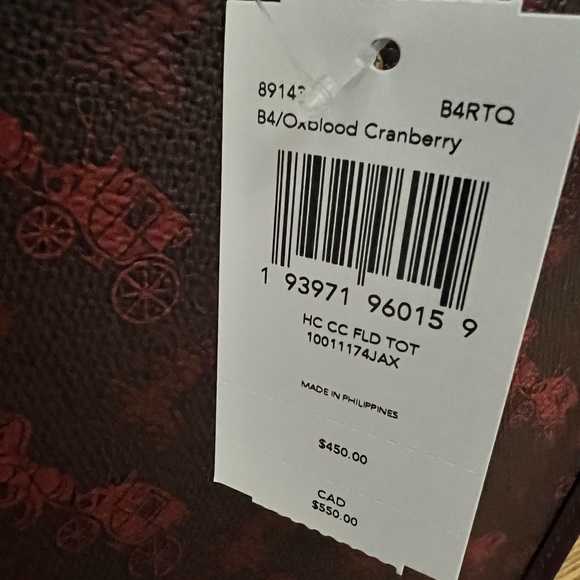 B4RTQ
B4/Oxblood Cranberry
1 93971 96015 9
HC CC FLD TOT
10011174JAX
MADE IN PHILIPPINES
$450.00
CAD
$550.00